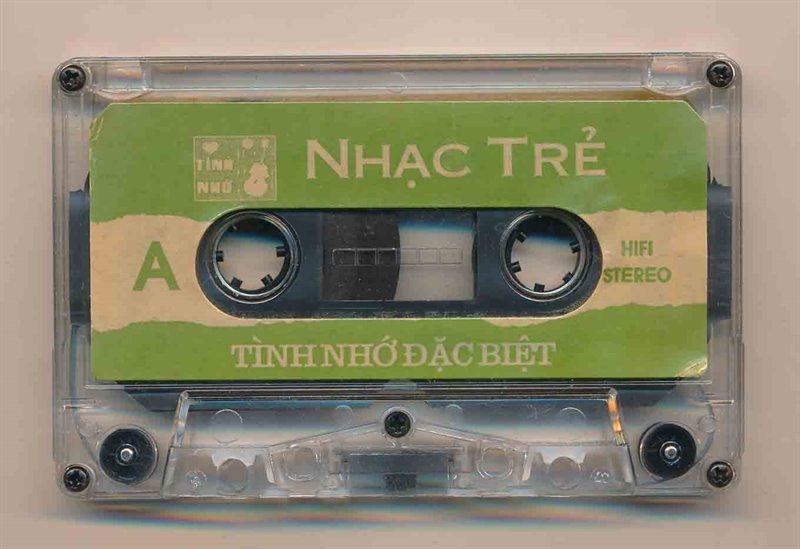 TÌNH
NHỚ
NHẠC TRẺ
A
HIFI
STEREO
TÌNH NHỚ ĐẶC BIỆT